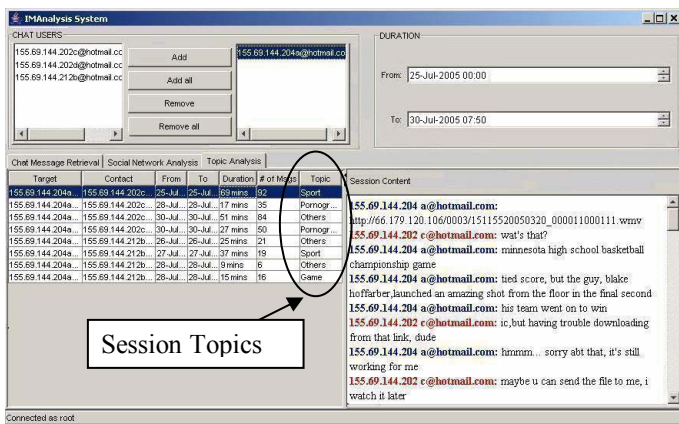 IMAnalysis System
CHAT USERS
155.69.144.202c@hotmail.cc
155.69.144.202d@hotmail.cc
155.69.144.212b@hotmail.cc
Add
Add all
Remove
Remove all
155.69.144.204a@hotmail.co
DURATION
From: 25-Jul-2005 00:00
To: 30-Jul-2005 07:50
Chat Message Retrieval Social Network Analysis Topic Analysis
Target Contact From To Duration # of Msgs Topic
155.69.144.204a... 155.69.144.202c... 25-Jul... 25-Jul... 69 mins 92 Sport
155.69.144.204a... 155.69.144.202c... 28-Jul... 28-Jul... 17 mins 35 Pornogr...
155.69.144.204a... 155.69.144.202c... 30-Jul... 30-Jul... 51 mins 84 Others
155.69.144.204a... 155.69.144.202c... 30-Jul... 30-Jul... 27 mins 50 Pornogr...
155.69.144.204a... 155.69.144.212b... 26-Jul... 26-Jul... 25 mins 21 Others
155.69.144.204a... 155.69.144.212b... 27-Jul... 27-Jul... 37 mins 19 Sport
155.69.144.204a... 155.69.144.212b... 28-Jul... 28-Jul... 9 mins 6 Others
155.69.144.204a... 155.69.144.212b... 28-Jul... 28-Jul... 15 mins 16 Game
Session Topics
Session Content
155.69.144.204 a@hotmail.com:
http://66.179.120.106/0003/15115520050320_000011000111.wmv
155.69.144.202 c@hotmail.com: wat's that?
155.69.144.204 a@hotmail.com: minnesota high school basketball
championship game
155.69.144.204 a@hotmail.com: tied score, but the guy, blake
hoffarber,launched an amazing shot from the floor in the final second
155.69.144.204 a@hotmail.com: his team went on to win
155.69.144.202 c@hotmail.com: ic,but having trouble downloading
from that link, dude
155.69.144.204 a@hotmail.com: hmmm... sorry abt that, it's still
working for me
155.69.144.202 c@hotmail.com: maybe u can send the file to me, i
watch it later
Connected as root